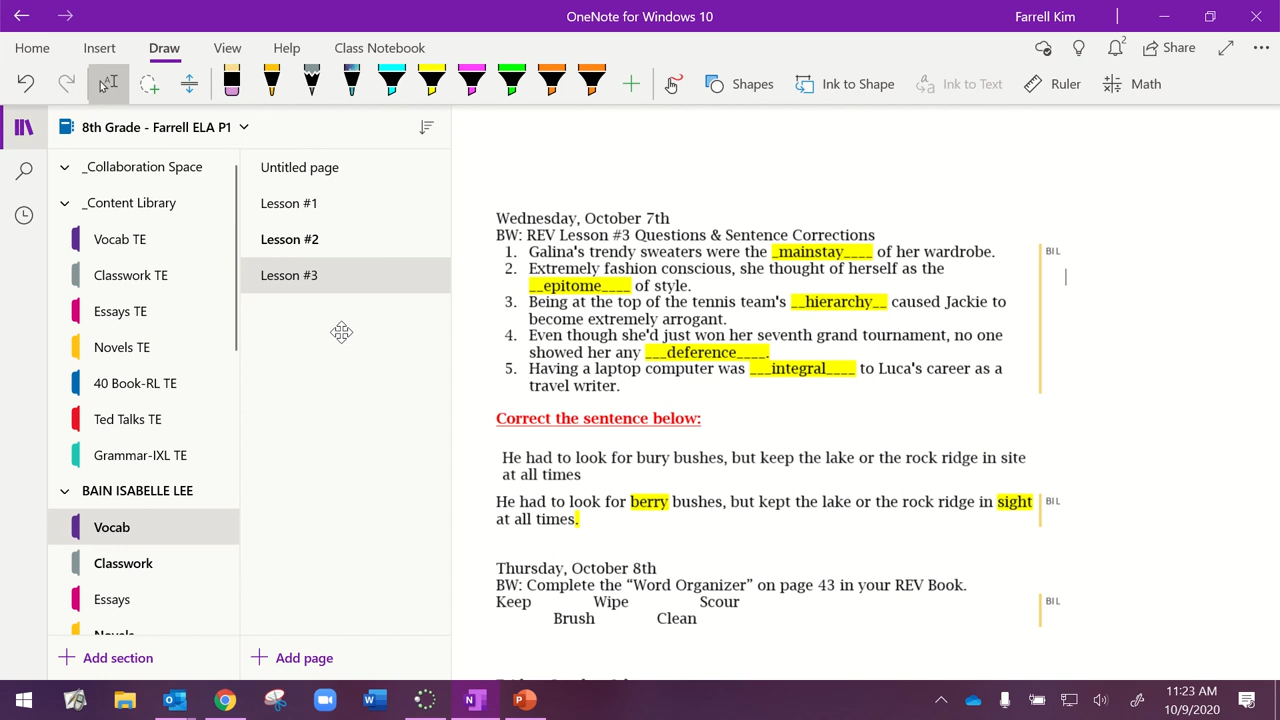 OneNote for Windows 10
Farrell Kim
Home Insert Draw View Help Class Notebook
2
Share
Shapes Ink to Shape Ink to Text Ruler Math
8th Grade - Farrell ELA P1
_Collaboration Space
_Content Library
Vocab TE
Classwork TE
Essays TE
Novels TE
40 Book-RL TE
Ted Talks TE
Grammar-IXL TE
BAIN ISABELLE LEE
Vocab
Classwork
Essays
Novels
Add section
Untitled page
Lesson #1
Lesson #2
Lesson #3
Add page
Wednesday, October 7th
BW: REV Lesson #3 Questions & Sentence Corrections
1. Galina's trendy sweaters were the _mainstay____ of her wardrobe.
BIL
2. Extremely fashion conscious, she thought of herself as the
__epitome____ of style.
3. Being at the top of the tennis team's __hierarchy__ caused Jackie to
become extremely arrogant.
4. Even though she'd just won her seventh grand tournament, no one
showed her any ___deference____.
5. Having a laptop computer was ___integral____ to Luca's career as a
travel writer.
Correct the sentence below:
He had to look for bury bushes, but keep the lake or the rock ridge in site
at all times
He had to look for berry bushes, but kept the lake or the rock ridge in sight
BIL
at all times.
Thursday, October 8th
BW: Complete the “Word Organizer” on page 43 in your REV Book.
Keep Wipe Scour
BIL
Brush Clean
11:23 AM
10/9/2020